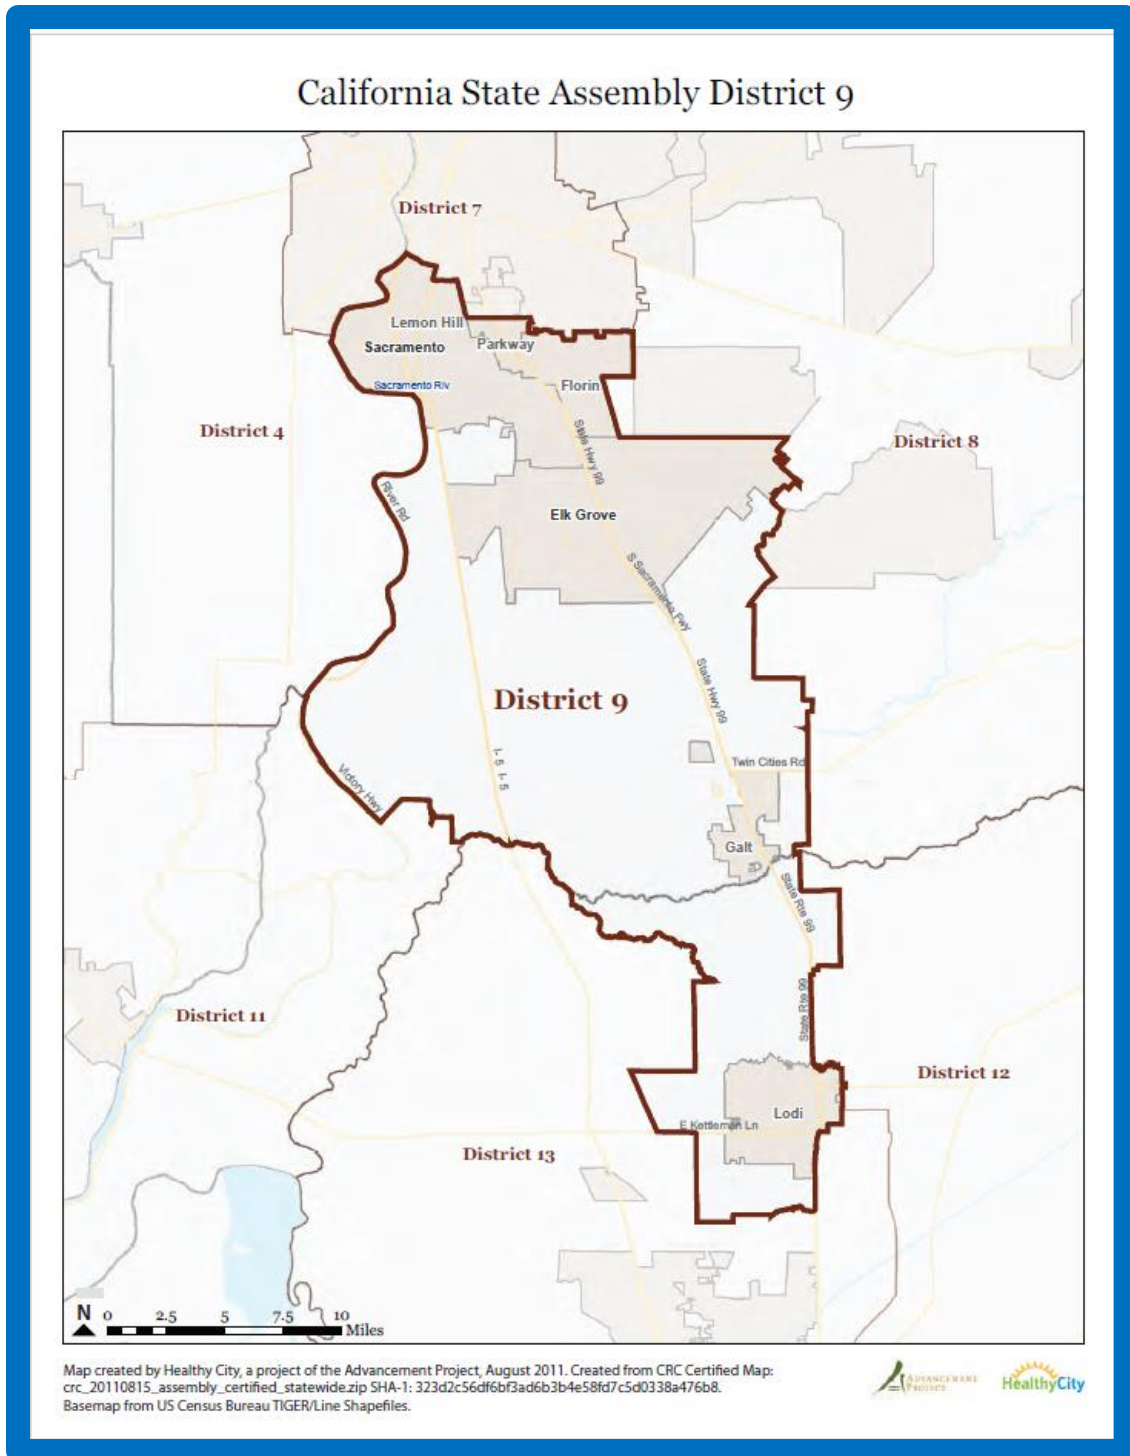 California State Assembly District 9
District 7
Lemon Hill
Sacramento
Parkway
Sacramento Riv
Florin
District 4
State Hwy 99
District 8
River Rd
Elk Grove
S Sacramento Fwy
District 9
State Hwy 99
I-5 I-5
Twin Cities Rd
Victory Hwy
Galt
State Rte 99
State Rte 99
District 11
District 12
Lodi
E Kettleman Ln
District 13
N 0 2.5 5 7.5 10
Miles
Map created by Healthy City, a project of the Advancement Project, August 2011. Created from CRC Certified Map:
crc_20110815_assembly_certified_statewide.zip SHA-1: 323d2c56df6bf3ad6b3b4e58fd7c5d0338a476b8.
Basemap from US Census Bureau TIGER/Line Shapefiles.
ADVANCEMENT
PROJECT
HealthyCity